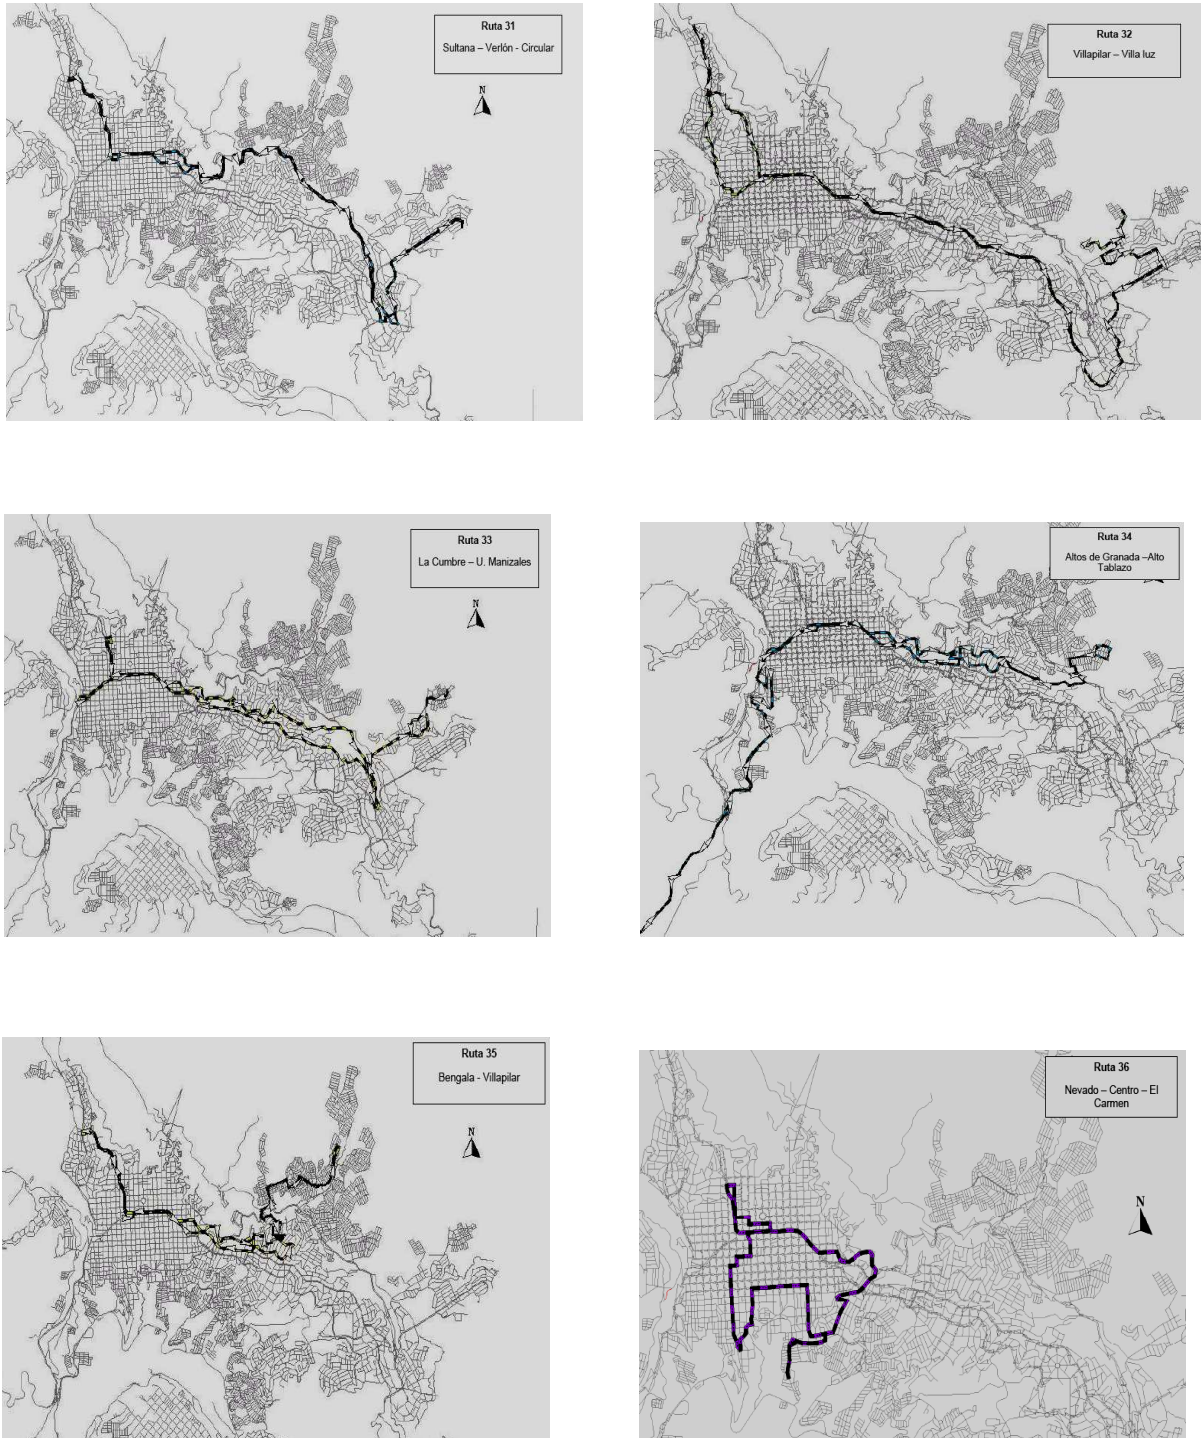 Ruta 31
Sultana – Verlón - Circular
N
Ruta 32
Villapilar – Villa luz
Ruta 33
La Cumbre – U. Manizales
N
Ruta 34
Altos de Granada –Alto
Tablazo
Ruta 35
Bengala - Villapilar
N
Ruta 36
Nevado – Centro – El
Carmen
N